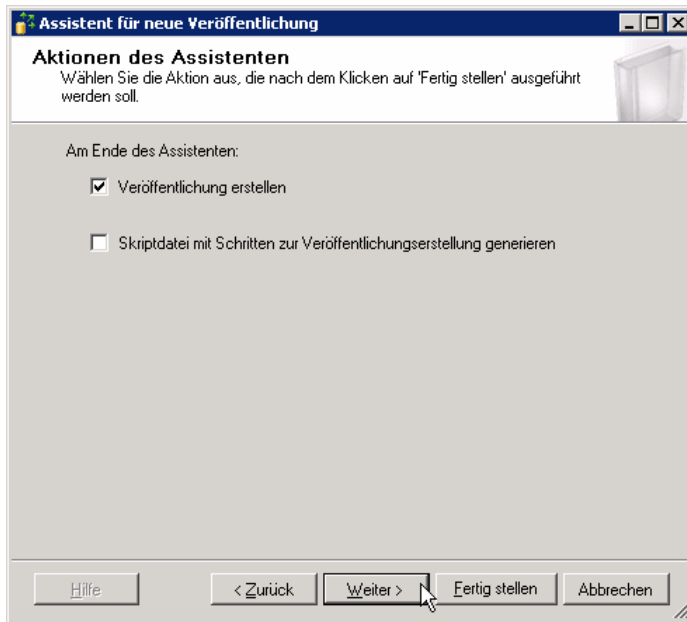 Assistent für neue Veröffentlichung
Aktionen des Assistenten
Wählen Sie die Aktion aus, die nach dem Klicken auf 'Fertig stellen' ausgeführt
werden soll.
Am Ende des Assistenten:
Veröffentlichung erstellen
Skriptdatei mit Schritten zur Veröffentlichungserstellung generieren
Hilfe
< Zurück
Weiter >
Fertig stellen
Abbrechen